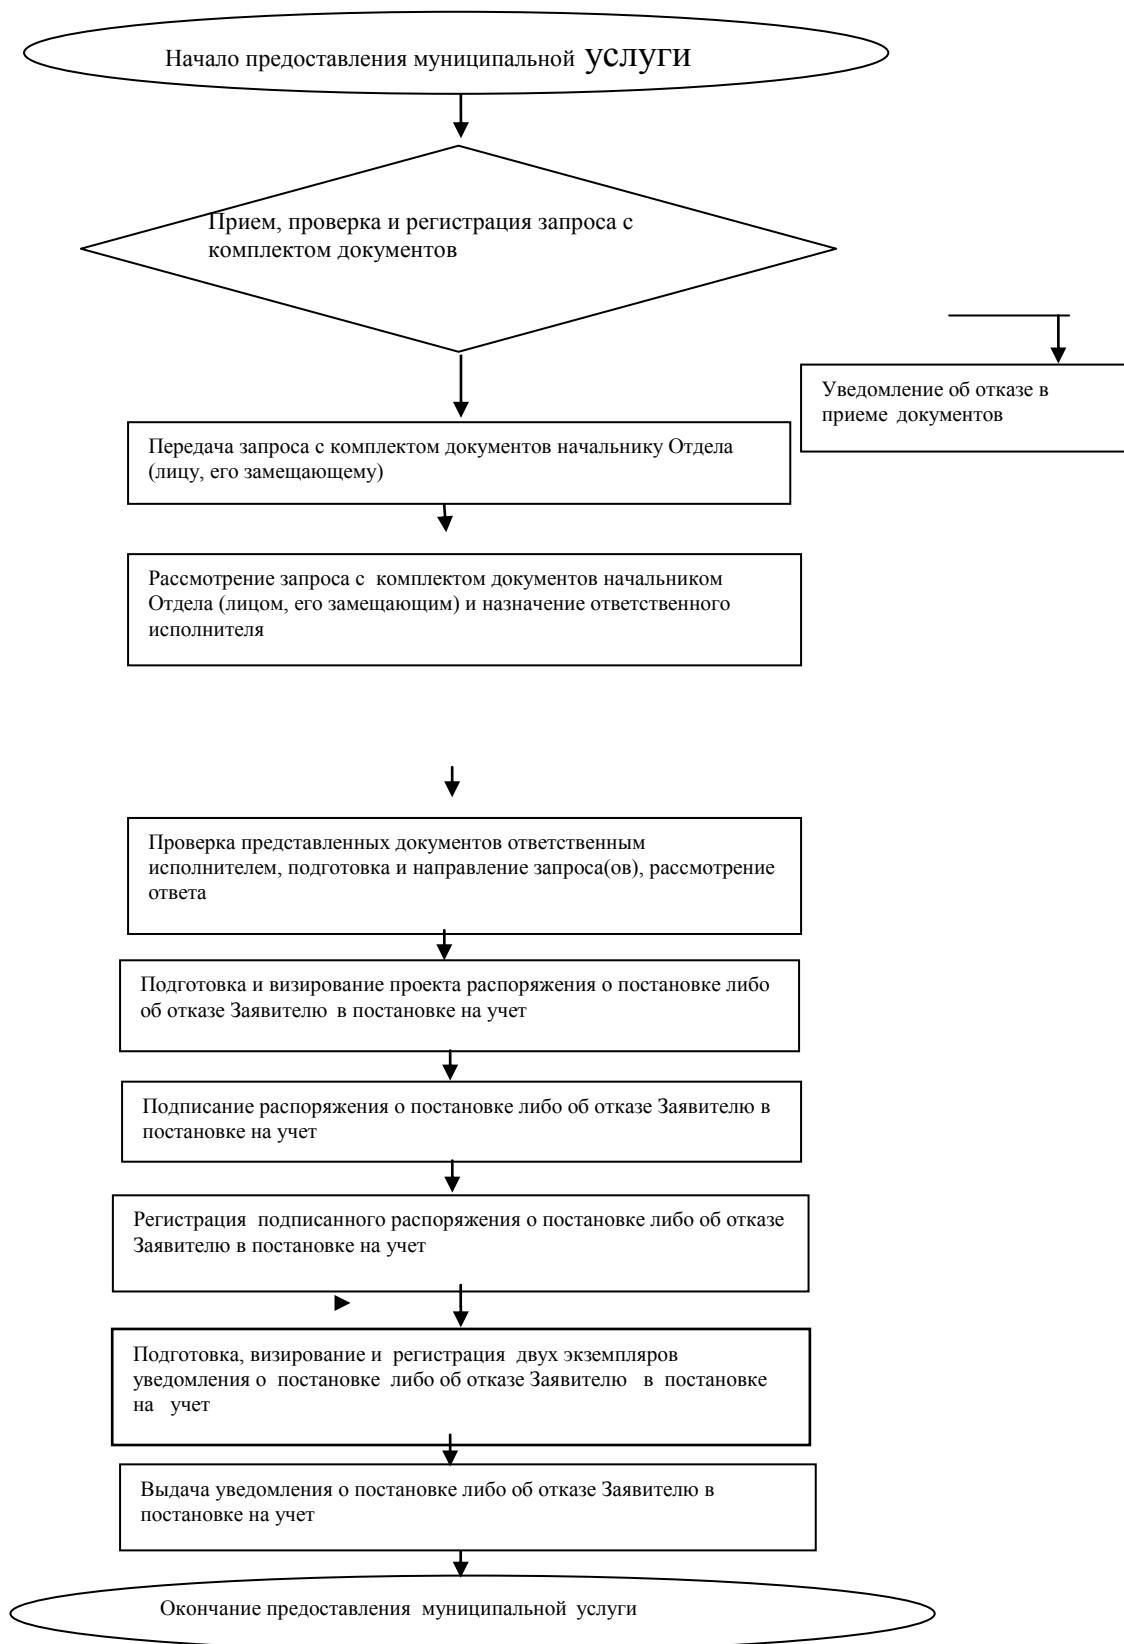 Начало предоставления муниципальной услуги
Прием, проверка и регистрация запроса с
комплектом документов
Уведомление об отказе в
приеме документов
Передача запроса с комплектом документов начальнику Отдела
(лицу, его замещающему)
Рассмотрение запроса с комплектом документов начальником
Отдела (лицом, его замещающим) и назначение ответственного
исполнителя
Проверка представленных документов ответственным
исполнителем, подготовка и направление запроса(ов), рассмотрение
ответа
Подготовка и визирование проекта распоряжения о постановке либо
об отказе Заявителю в постановке на учет
Подписание распоряжения о постановке либо об отказе Заявителю в
постановке на учет
Регистрация подписанного распоряжения о постановке либо об отказе
Заявителю в постановке на учет
Подготовка, визирование и регистрация двух экземпляров
уведомления о постановке либо об отказе Заявителю в постановке
на учет
Выдача уведомления о постановке либо об отказе Заявителю в
постановке на учет
Окончание предоставления муниципальной услуги